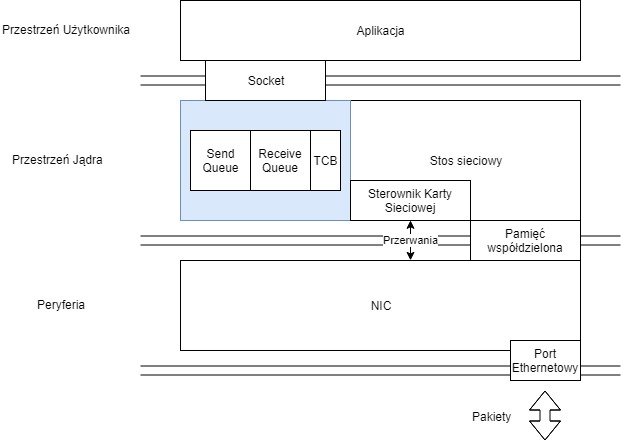 Przestrzeń Użytkownika
Aplikacja
Socket
Przestrzeń Jądra
Send
Queue
Receive
Queue
TCB
Stos sieciowy
Sterownik Karty
Sieciowej
Przerwania
Pamięć
współdzielona
Peryferia
NIC
Port
Ethernetowy
Pakiety